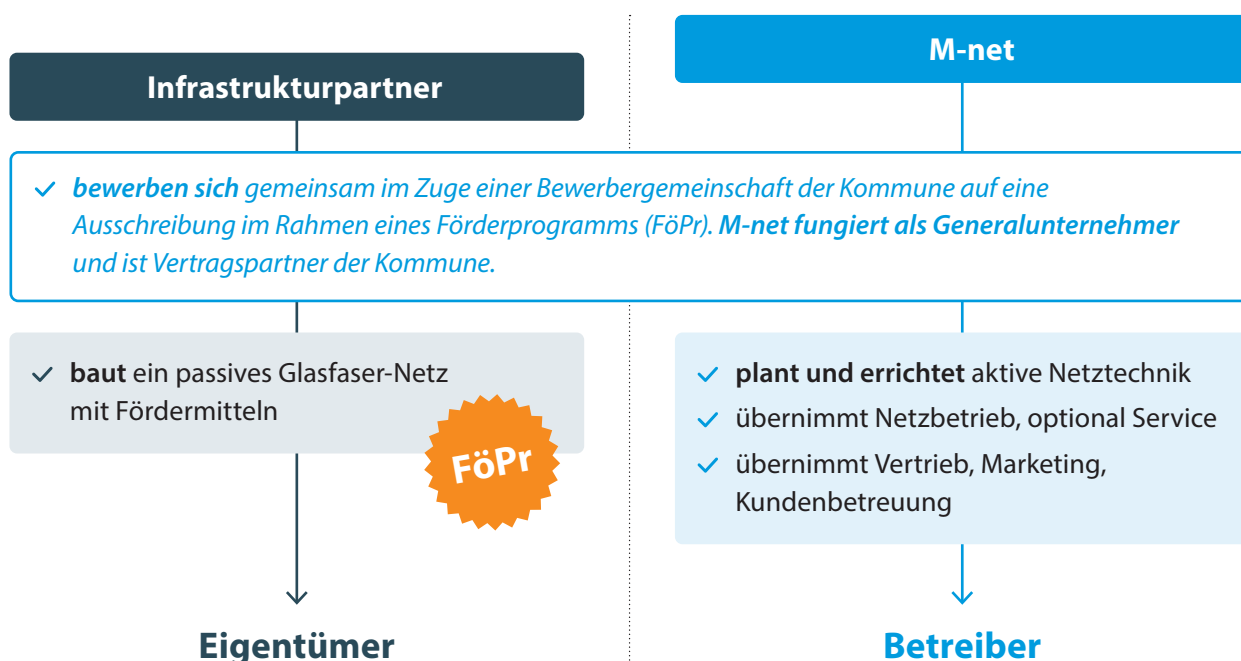 Infrastrukturpartner
M-net
bewerben sich gemeinsam im Zuge einer Bewerbergemeinschaft der Kommune auf eine
Ausschreibung im Rahmen eines Förderprogramms (FöPr). M-net fungiert als Generalunternehmer
und ist Vertragspartner der Kommune.
baut ein passives Glasfaser-Netz
mit Fördermitteln
FöPr
plant und errichtet aktive Netztechnik
übernimmt Netzbetrieb, optional Service
übernimmt Vertrieb, Marketing,
Kundenbetreuung
Eigentümer
Betreiber